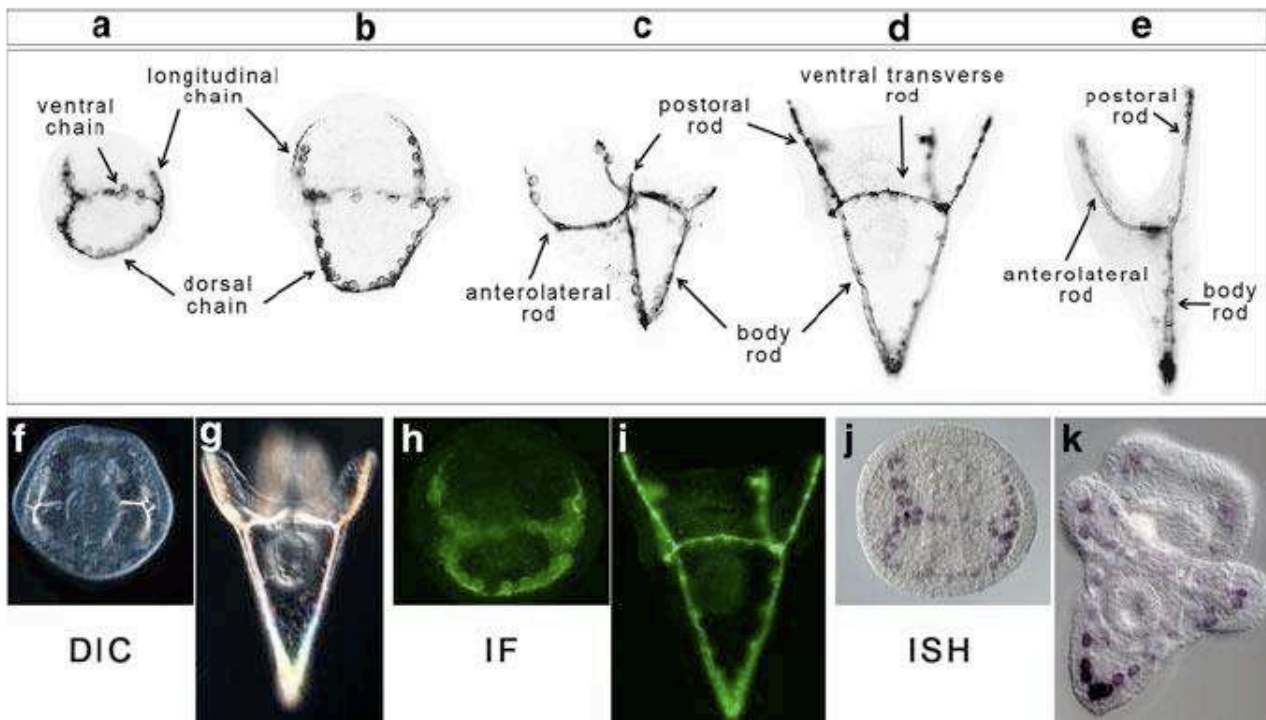 a b c d e
longitudinal
chain
ventral
chain
dorsal
chain
postoral
rod
ventral transverse
rod
postoral
rod
anterolateral
rod
body
rod
anterolateral
rod
body
rod
f g h i j k
DIC IF ISH